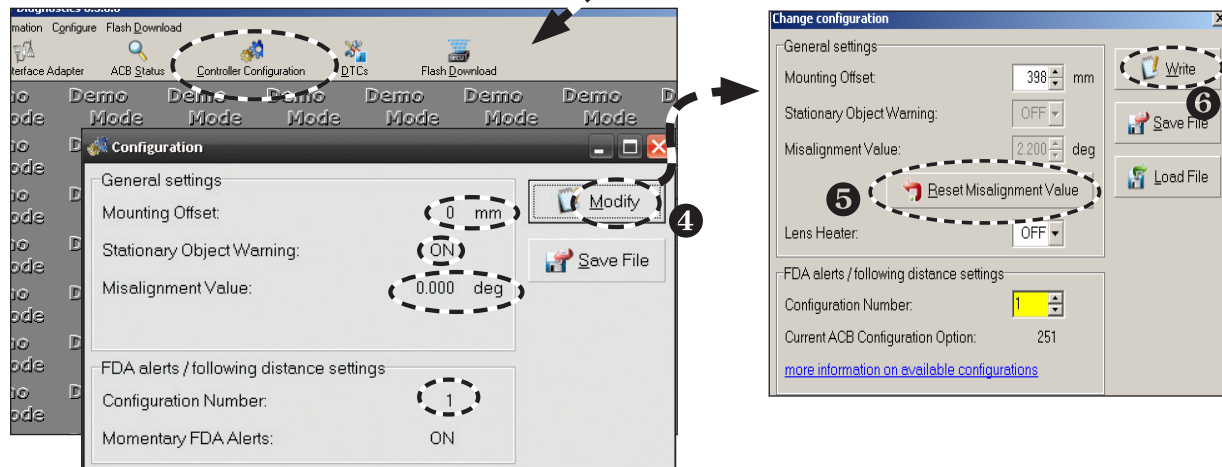 Diagnostics 6.3.0.0
mation Configure Flash Download
terface Adapter ACB Status Controller Configuration DTCs Flash Download
Demo Demo Demo Demo Demo Demo
Mode Mode Mode Mode Mode Mode
Configuration
General settings
Mounting Offset: 0 mm
Stationary Object Warning: ON
Misalignment Value: 0.000 deg
Modify
4
Save File
FDA alerts / following distance settings
Configuration Number: 1
Momentary FDA Alerts: ON
Change configuration
General settings
Mounting Offset: 398 mm
Stationary Object Warning: OFF
Misalignment Value: 2.200 deg
5
Reset Misalignment Value
Lens Heater: OFF
Write
6
Save File
Load File
FDA alerts / following distance settings
Configuration Number: 1
Current ACB Configuration Option: 251
more information on available configurations